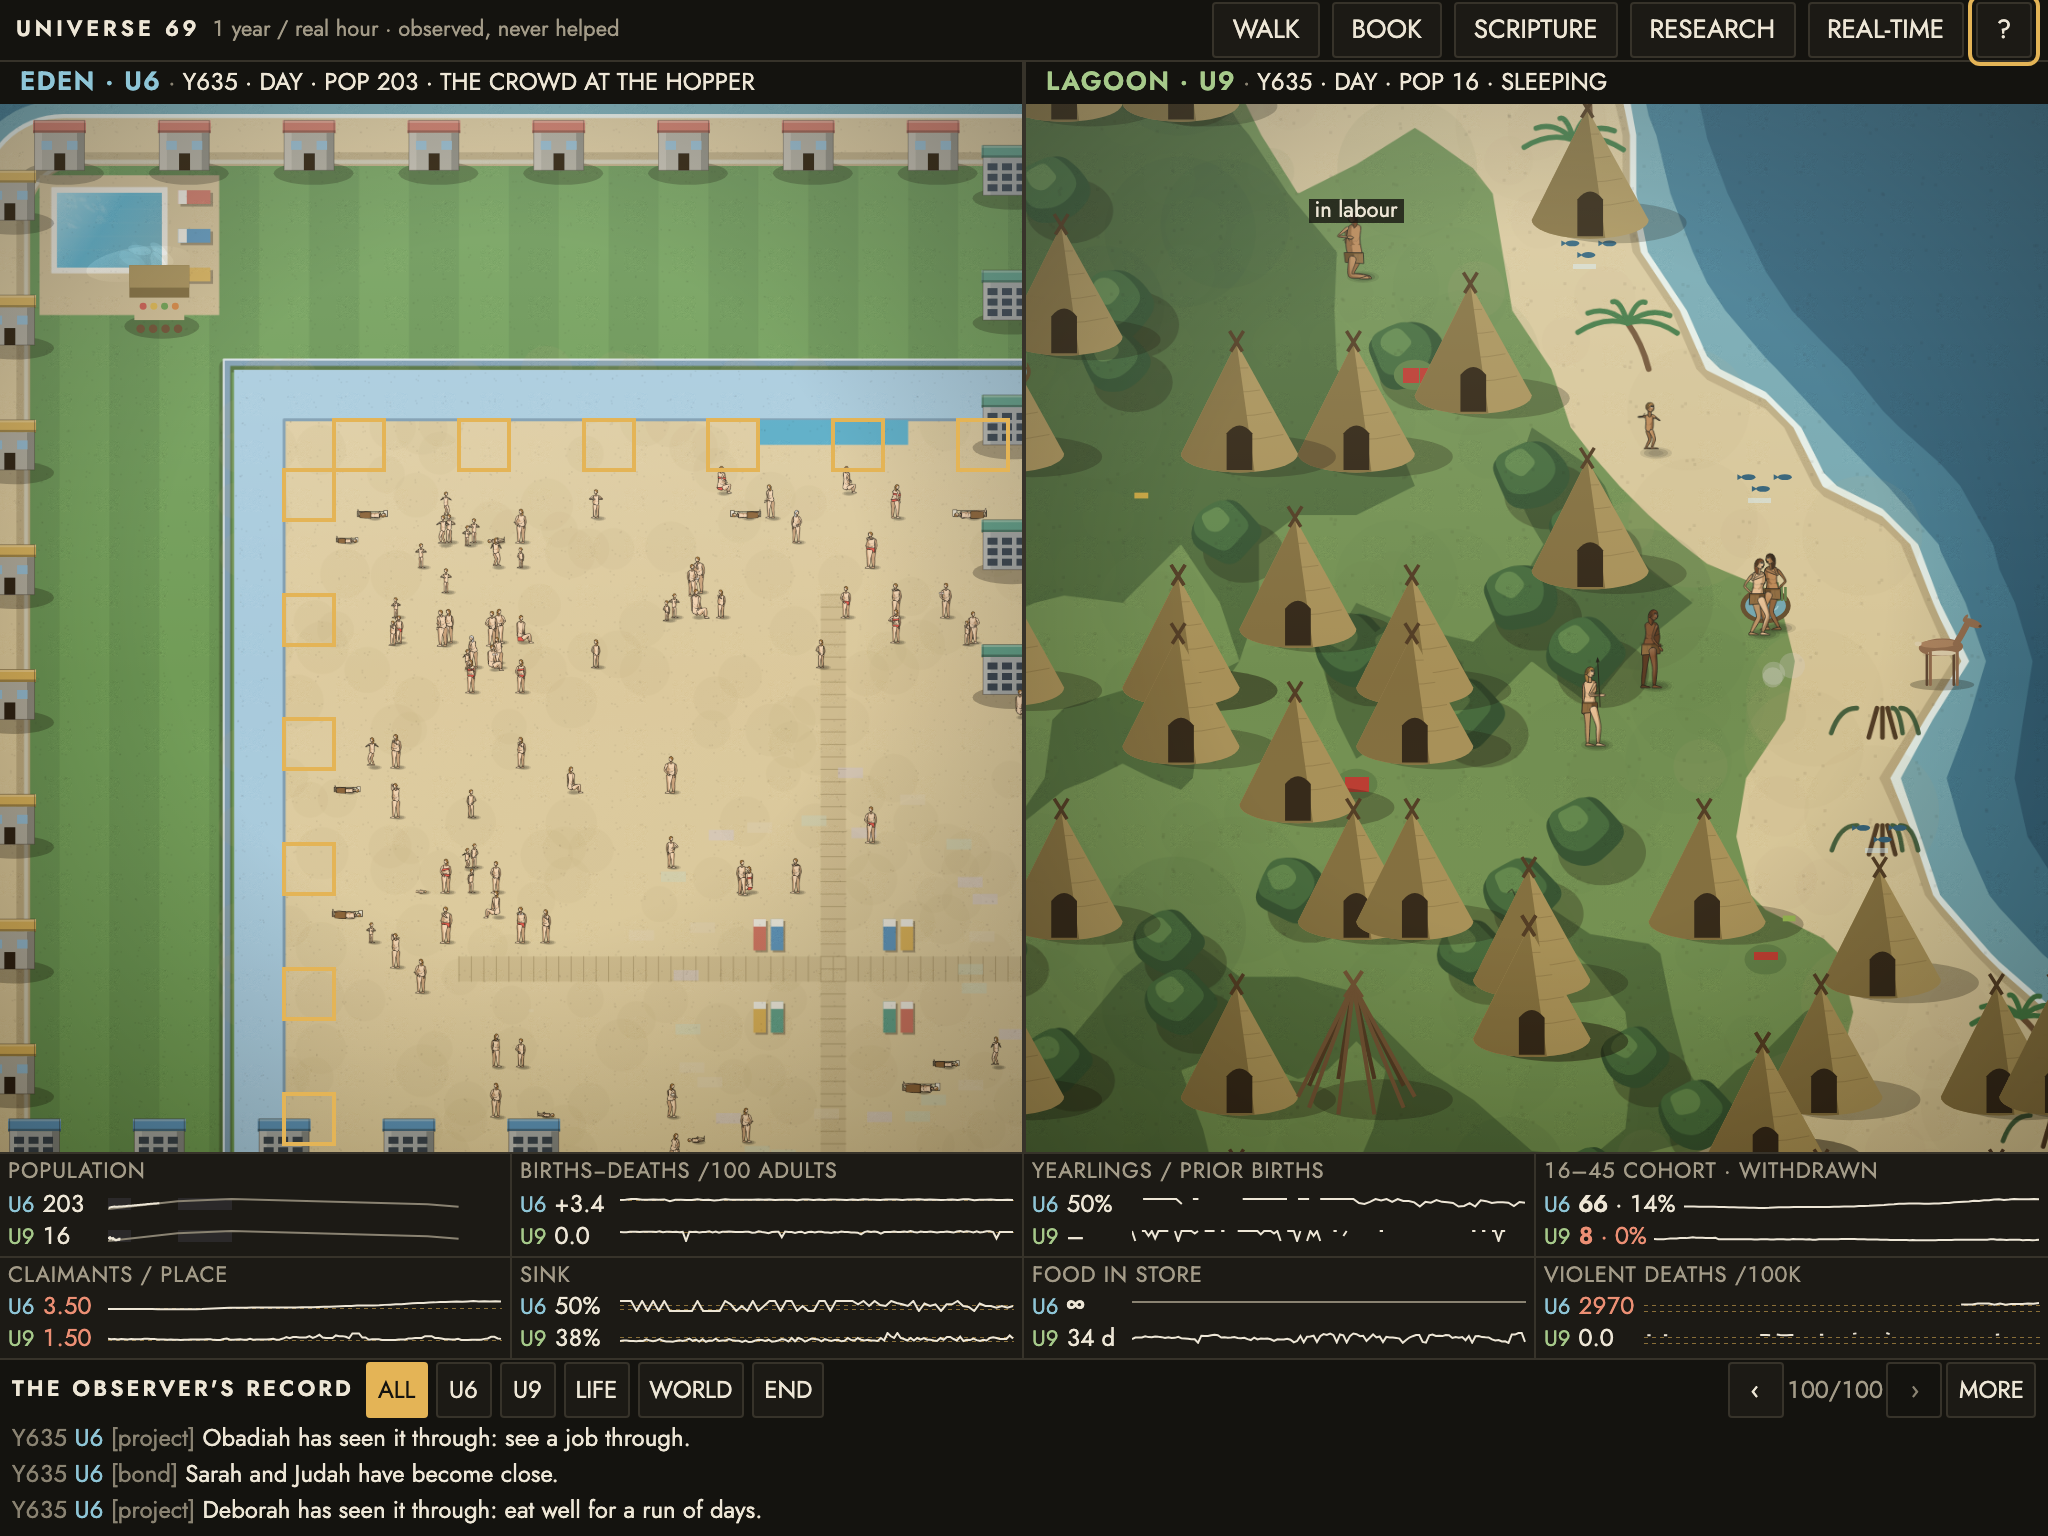 UNIVERSE 69 1 year / real hour · observed, never helped
WALK BOOK SCRIPTURE RESEARCH REAL-TIME ?
EDEN · U6 · Y635 · DAY · POP 203 · THE CROWD AT THE HOPPER
LAGOON · U9 · Y635 · DAY · POP 16 · SLEEPING
in labour
POPULATION
U6 203
U9 16
BIRTHS–DEATHS /100 ADULTS
U6 +3.4
U9 0.0
YEARLINGS / PRIOR BIRTHS
U6 50%
U9 –
16–45 COHORT · WITHDRAWN
U6 66 · 14%
U9 8 · 0%
CLAIMANTS / PLACE
U6 3.50
U9 1.50
SINK
U6 50%
U9 38%
FOOD IN STORE
U6 ∞
U9 34 d
VIOLENT DEATHS /100K
U6 2970
U9 0.0
THE OBSERVER'S RECORD ALL U6 U9 LIFE WORLD END ‹ 100/100 › MORE
Y635 U6 [project] Obadiah has seen it through: see a job through.
Y635 U6 [bond] Sarah and Judah have become close.
Y635 U6 [project] Deborah has seen it through: eat well for a run of days.